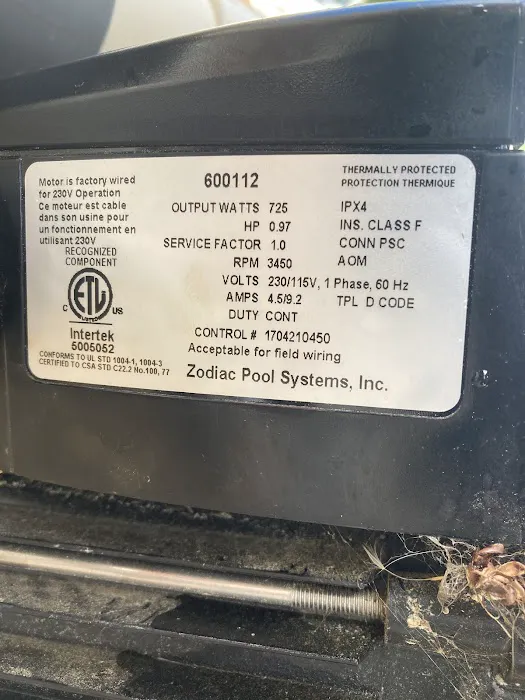 Motor is factory wired
for 230V Operation
Ce moteur est cable
dans son usine pour
un fonctionnement en
utilisant 230V
RECOGNIZED
COMPONENT
C ETL US
LISTED
Intertek
5005052
CONFORMS TO UL STD 1004-1, 1004-3
CERTIFIED TO CSA STD C22.2 No.100, 77
600112
OUTPUT WATTS 725
HP 0.97
SERVICE FACTOR 1.0
RPM 3450
VOLTS 230/115V, 1 Phase, 60 Hz
AMPS 4.5/9.2
DUTY CONT
CONTROL# 1704210450
Acceptable for field wiring
Zodiac Pool Systems, Inc.
THERMALLY PROTECTED
PROTECTION THERMIQUE
IPX4
INS. CLASS F
CONN PSC
AOM
TPL D CODE